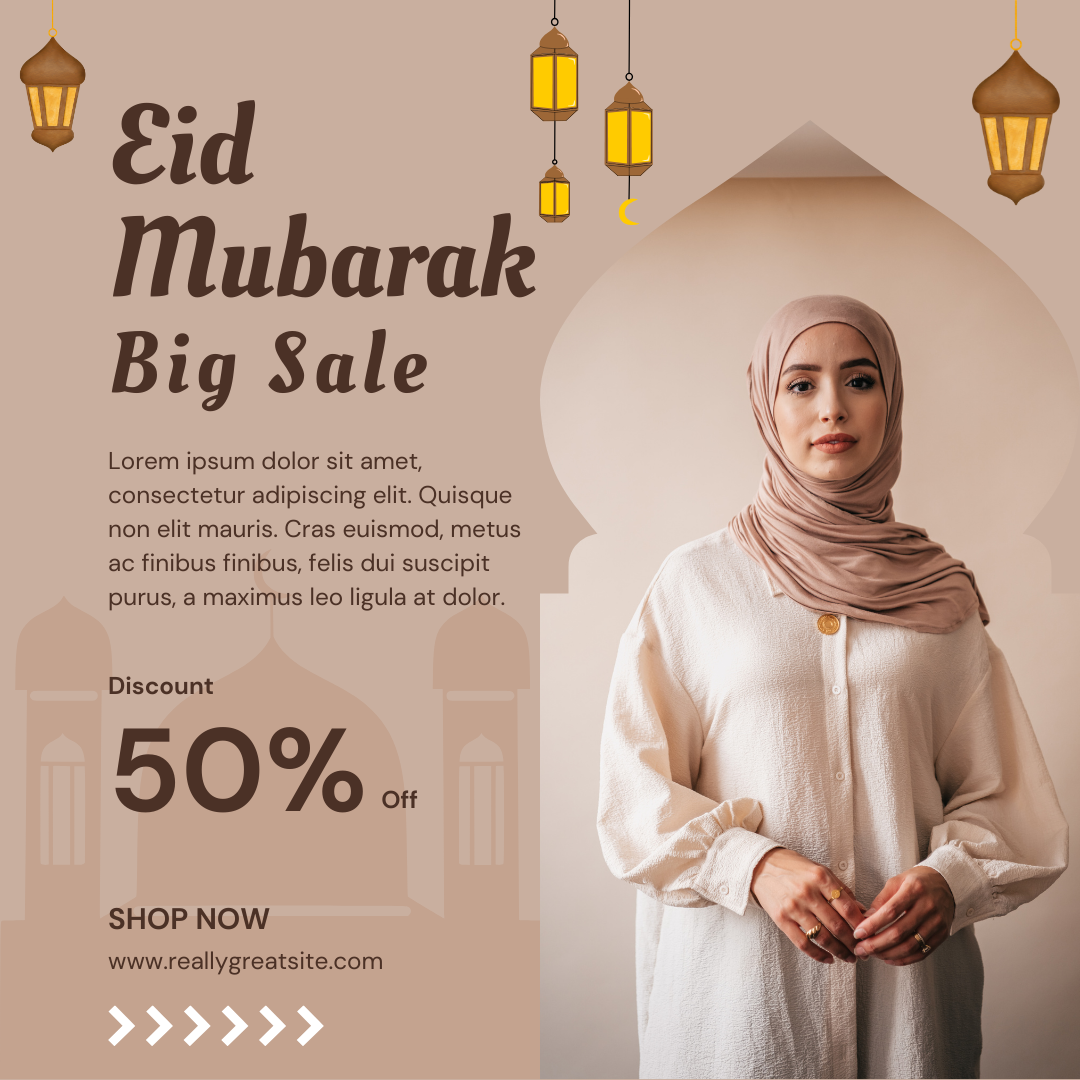 Eid
Mubarak
Big Sale
Lorem ipsum dolor sit amet,
consectetur adipiscing elit. Quisque
non elit mauris. Cras euismod, metus
ac finibus finibus, felis dui suscipit
purus, a maximus leo ligula at dolor.
Discount
50% Off
SHOP NOW
www.reallygreatsite.com